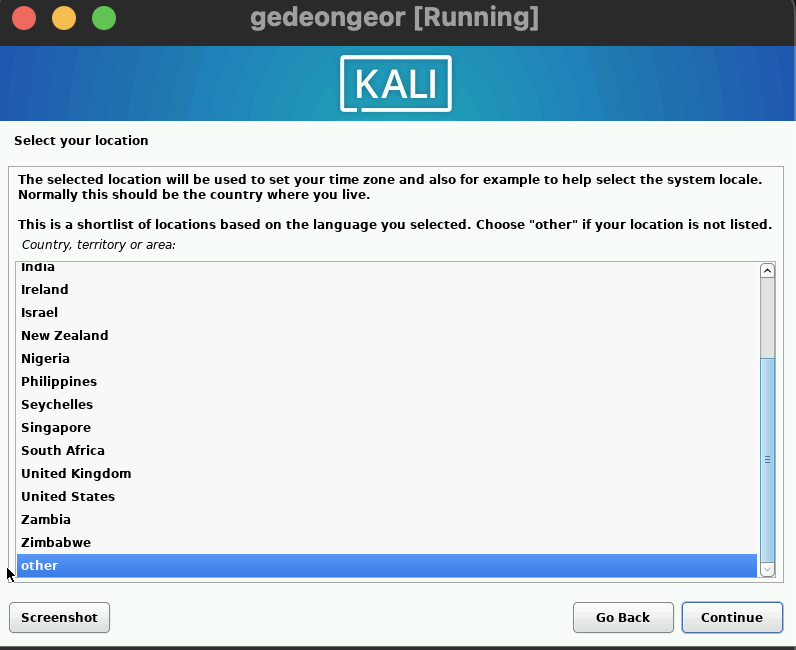 gedeongeor [Running]
KALI
Select your location
The selected location will be used to set your time zone and also for example to help select the system locale.
Normally this should be the country where you live.
This is a shortlist of locations based on the language you selected. Choose "other" if your location is not listed.
Country, territory or area:
India
Ireland
Israel
New Zealand
Nigeria
Philippines
Seychelles
Singapore
South Africa
United Kingdom
United States
Zambia
Zimbabwe
other
Screenshot
Go Back
Continue